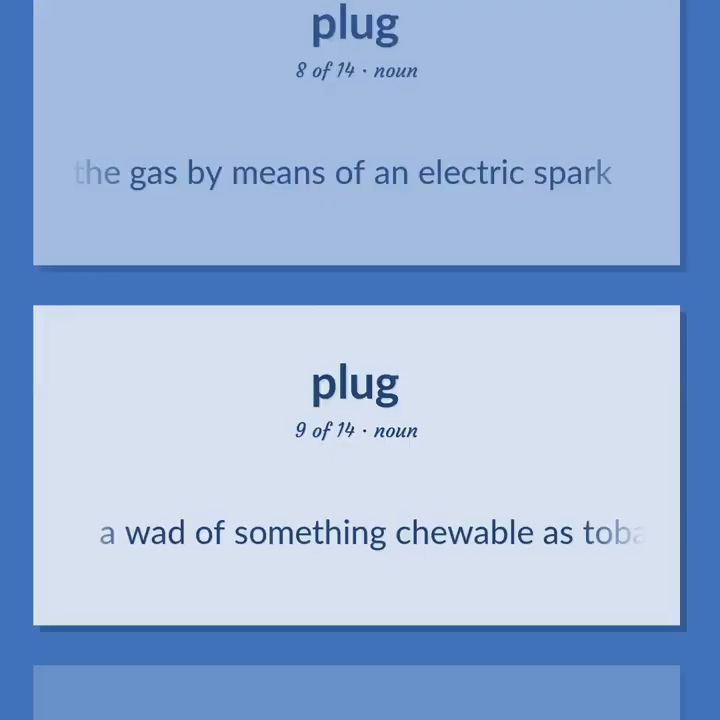 plug
8 of 14 · noun
the gas by means of an electric spark
plug
9 of 14 · noun
a wad of something chewable as toba